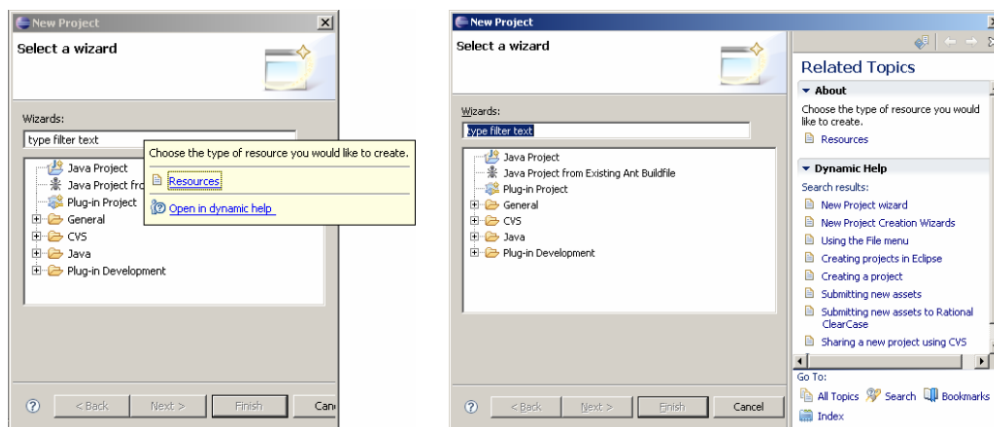 New Project
Select a wizard
Wizards:
type filter text
Choose the type of resource you would like to create.
Resources
Open in dynamic help
Java Project
Java Project fro
Plug-in Project
General
CVS
Java
Plug-in Development
< Back
Next >
Finish
Can
New Project
Select a wizard
Wizards:
type filter text
Java Project
Java Project from Existing Ant Buildfile
Plug-in Project
General
CVS
Java
Plug-in Development
< Back
Next >
Finish
Cancel
Related Topics
About
Choose the type of resource you would
like to create.
Resources
Dynamic Help
Search results:
New Project wizard
New Project Creation Wizards
Using the File menu
Creating projects in Eclipse
Creating a project
Submitting new assets
Submitting new assets to Rational
ClearCase
Sharing a new project using CVS
Go To:
All Topics Search Bookmarks
Index